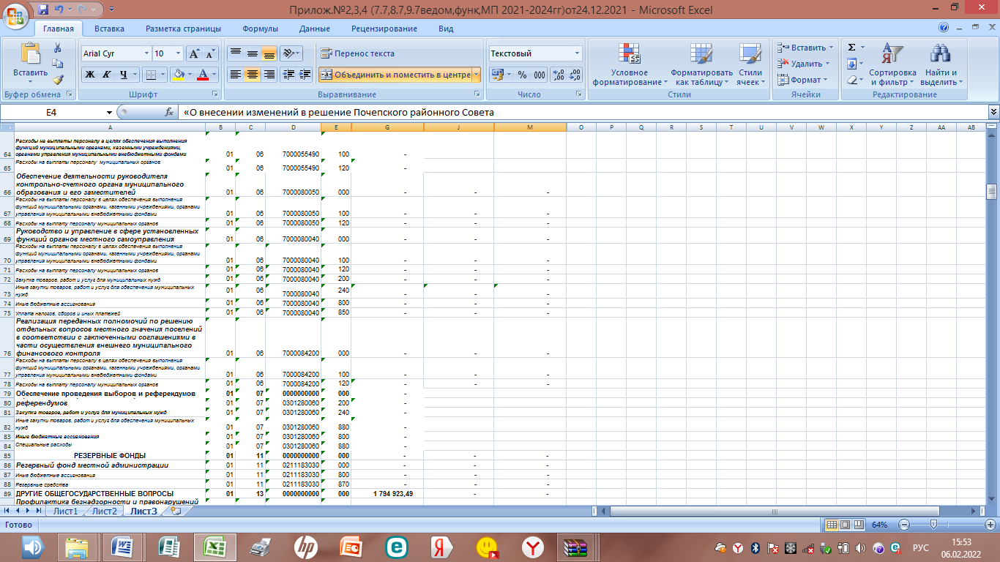 Прилож.№2,3,4 (7.7,8.7,9.7ведом,функ,МП 2021-2024гг)от24.12.2021 - Microsoft Excel
Главная Вставка Разметка страницы Формулы Данные Рецензирование Вид
Вставить
Буфер обмена
Arial Cyr 10
Ж К Ч
Шрифт
Перенос текста
Объединить и поместить в центре
Выравнивание
Текстовый
% 000
Число
Условное форматирование
Форматировать как таблицу
Стили ячеек
Стили
Вставить
Удалить
Формат
Ячейки
Сортировка и фильтр
Найти и выделить
Редактирование
E4 fx «О внесении изменений в решение Почепского районного Совета
A B C D E G J M O P Q R S T U V W X Y Z AA AB
Расходы на выплаты персоналу в целях обеспечения выполнения
функций муниципальными органами, казенными учреждениями,
64 органами управления муниципальными внебюджетными фондами 01 06 7000055490 100 -
Расходы на выплаты персоналу муниципальных органов
65 01 06 7000055490 120 -
Обеспечение деятельности руководителя
контрольно-счетного органа муниципального
66 образования и его заместителей 01 06 7000080050 000 - - -
Расходы на выплаты персоналу в целях обеспечения выполнения
функций муниципальными органами, казенными учреждениями, органами
67 управления муниципальными внебюджетными фондами 01 06 7000080050 100 - - -
68 Расходы на выплату персоналу муниципальных органов 01 06 7000080050 120 - - -
Руководство и управление в сфере установленных
69 функций органов местного самоуправления 01 06 7000080040 000 - - -
Расходы на выплаты персоналу в целях обеспечения выполнения
функций муниципальными органами, казенными учреждениями, органами
70 управления муниципальными внебюджетными фондами 01 06 7000080040 100 - - -
71 Расходы на выплату персоналу муниципальных органов 01 06 7000080040 120 - - -
72 Закупка товаров, работ и услуг для муниципальных нужд 01 06 7000080040 200 - - -
Иные закупки товаров, работ и услуг для обеспечения муниципальных
73 нужд 01 06 7000080040 240 - - -
74 Иные бюджетные ассигнования 01 06 7000080040 800 - - -
75 Уплата налогов, сборов и иных платежей 01 06 7000080040 850 - - -
Реализация переданных полномочий по решению
отдельных вопросов местного значения поселений
в соответствии с заключенными соглашениями в
части осуществления внешнего муниципального
76 финансового контроля 01 06 7000084200 000 - - -
Расходы на выплаты персоналу в целях обеспечения выполнения
функций муниципальными органами, казенными учреждениями, органами
77 управления муниципальными внебюджетными фондами 01 06 7000084200 100 - - -
78 Расходы на выплату персоналу муниципальных органов 01 06 7000084200 120 - - -
79 Обеспечение проведения выборов и референдумов 01 07 0000000000 000 -
80 референдумов 01 07 0301280060 200 -
81 Закупка товаров, работ и услуг для муниципальных нужд 01 07 0301280060 240 -
Иные закупки товаров, работ и услуг для обеспечения муниципальных
82 нужд 01 07 0301280060 880 -
83 Иные бюджетные ассигнования 01 07 0301280060 800 -
84 Специальные расходы 01 07 0301280060 880 -
85 РЕЗЕРВНЫЕ ФОНДЫ 01 11 0000000000 000 - - -
86 Резервный фонд местной администрации 01 11 0211183030 000 - - -
87 Иные бюджетные ассигнования 01 11 0211183030 800 - - -
88 Резервные средства 01 11 0211183030 870 - - -
89 ДРУГИЕ ОБЩЕГОСУДАРСТВЕННЫЕ ВОПРОСЫ 01 13 0000000000 000 1 794 923,49 - -
Профилактика безнадзорности и правонарушений
Лист1 Лист2 Лист3
Готово 64%
РУС 15:53
06.02.2022